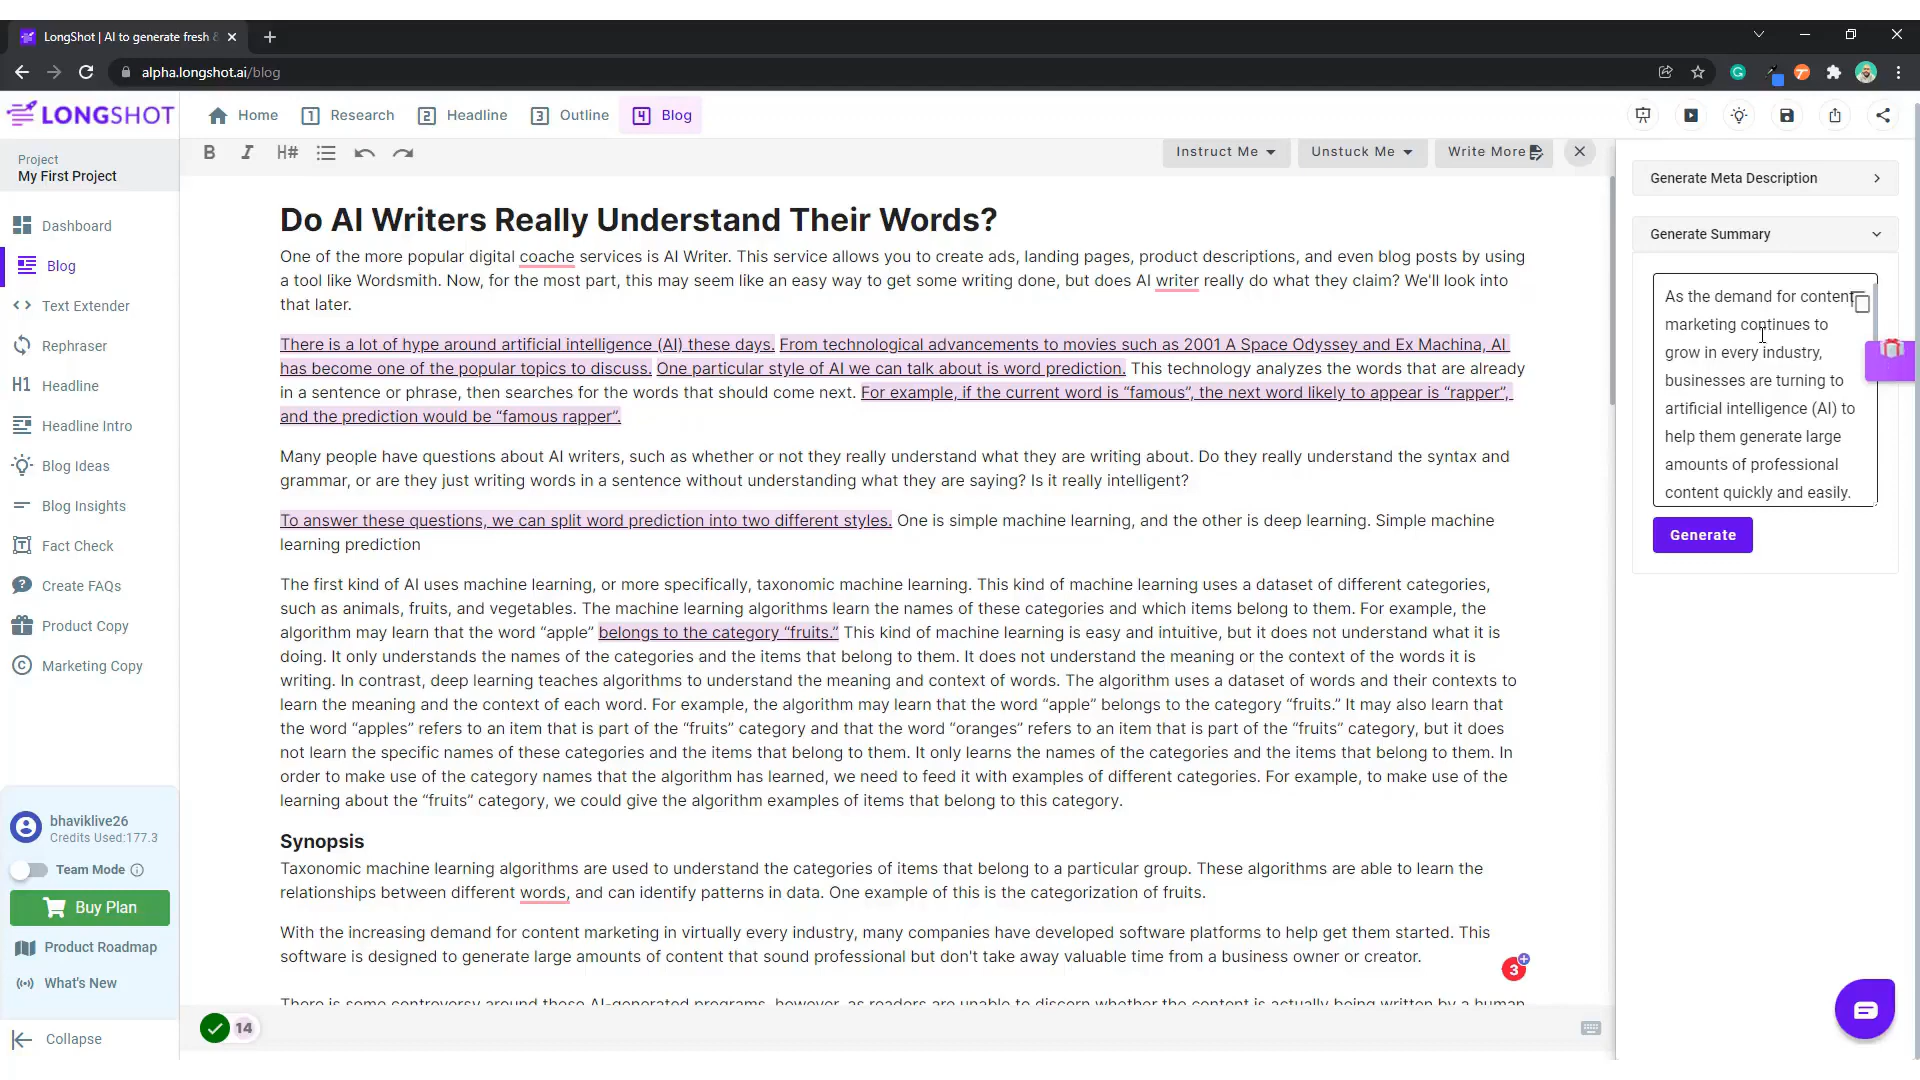 LongShot | AI to generate fresh &
alpha.longshot.ai/blog
LONGSHOT
Home
1 Research
2 Headline
3 Outline
4 Blog
Project
My First Project
B I H#
Instruct Me
Unstuck Me
Write More
Dashboard
Blog
Text Extender
Rephraser
H1 Headline
Headline Intro
Blog Ideas
Blog Insights
Fact Check
Create FAQs
Product Copy
Marketing Copy
bhaviklive26
Credits Used:177.3
Team Mode
Buy Plan
Product Roadmap
What's New
Collapse
Do AI Writers Really Understand Their Words?
One of the more popular digital coache services is AI Writer. This service allows you to create ads, landing pages, product descriptions, and even blog posts by using
a tool like Wordsmith. Now, for the most part, this may seem like an easy way to get some writing done, but does AI writer really do what they claim? We'll look into
that later.
There is a lot of hype around artificial intelligence (AI) these days. From technological advancements to movies such as 2001 A Space Odyssey and Ex Machina, AI
has become one of the popular topics to discuss. One particular style of AI we can talk about is word prediction. This technology analyzes the words that are already
in a sentence or phrase, then searches for the words that should come next. For example, if the current word is “famous”, the next word likely to appear is “rapper”,
and the prediction would be “famous rapper”.
Many people have questions about AI writers, such as whether or not they really understand what they are writing about. Do they really understand the syntax and
grammar, or are they just writing words in a sentence without understanding what they are saying? Is it really intelligent?
To answer these questions, we can split word prediction into two different styles. One is simple machine learning, and the other is deep learning. Simple machine
learning prediction
The first kind of AI uses machine learning, or more specifically, taxonomic machine learning. This kind of machine learning uses a dataset of different categories,
such as animals, fruits, and vegetables. The machine learning algorithms learn the names of these categories and which items belong to them. For example, the
algorithm may learn that the word “apple” belongs to the category “fruits.” This kind of machine learning is easy and intuitive, but it does not understand what it is
doing. It only understands the names of the categories and the items that belong to them. It does not understand the meaning or the context of the words it is
writing. In contrast, deep learning teaches algorithms to understand the meaning and context of words. The algorithm uses a dataset of words and their contexts to
learn the meaning and the context of each word. For example, the algorithm may learn that the word “apple” belongs to the category “fruits.” It may also learn that
the word “apples” refers to an item that is part of the “fruits” category and that the word “oranges” refers to an item that is part of the “fruits” category, but it does
not learn the specific names of these categories and the items that belong to them. It only learns the names of the categories and the items that belong to them. In
order to make use of the category names that the algorithm has learned, we need to feed it with examples of different categories. For example, to make use of the
learning about the “fruits” category, we could give the algorithm examples of items that belong to this category.
Synopsis
Taxonomic machine learning algorithms are used to understand the categories of items that belong to a particular group. These algorithms are able to learn the
relationships between different words, and can identify patterns in data. One example of this is the categorization of fruits.
With the increasing demand for content marketing in virtually every industry, many companies have developed software platforms to help get them started. This
software is designed to generate large amounts of content that sound professional but don't take away valuable time from a business owner or creator.
There is some controversy around these AI-generated programs, however, as readers are unable to discern whether the content is actually being written by a human
3
14
Generate Meta Description
Generate Summary
As the demand for content
marketing continues to
grow in every industry,
businesses are turning to
artificial intelligence (AI) to
help them generate large
amounts of professional
content quickly and easily.
Generate